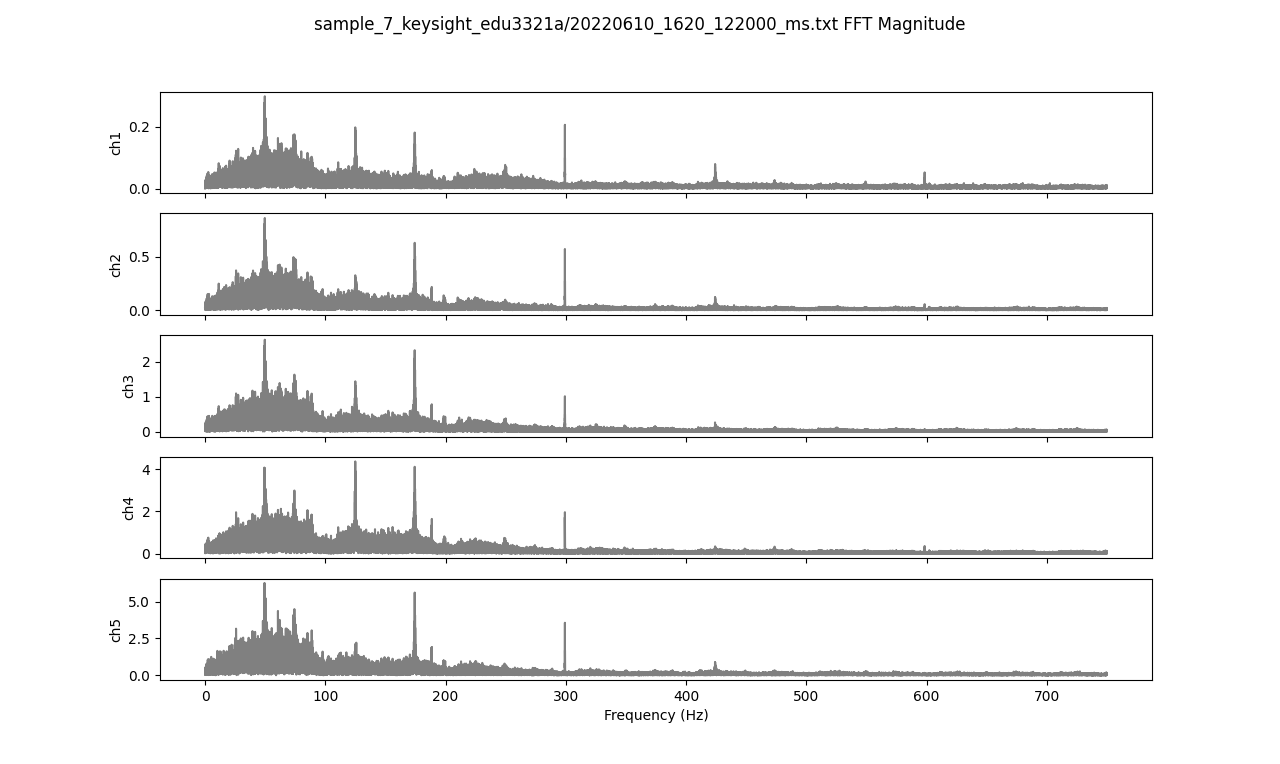 sample_7_keysight_edu3321a/20220610_1620_122000_ms.txt FFT Magnitude
0.2
0.0
ch1
0.5
0.0
ch2
2
1
0
ch3
4
2
0
ch4
5.0
2.5
0.0
ch5
0 100 200 300 400 500 600 700
Frequency (Hz)